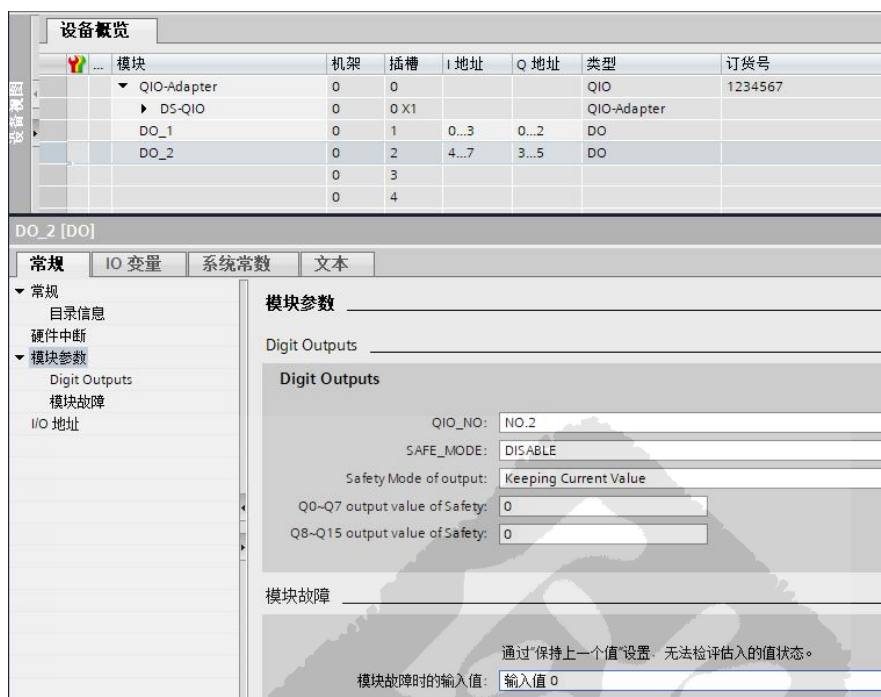 设备概览
... 模块 机架 插槽 I 地址 Q 地址 类型 订货号
QIO-Adapter 0 0 QIO 1234567
DS-QIO 0 0 X1 QIO-Adapter
DO_1 0 1 0...3 0...2 DO
DO_2 0 2 4...7 3...5 DO
0 3
0 4
设备视图
DO_2 [DO]
常规 IO 变量 系统常数 文本
常规
目录信息
硬件中断
模块参数
Digit Outputs
模块故障
I/O 地址
模块参数
Digit Outputs
Digit Outputs
QIO_NO: NO.2
SAFE_MODE: DISABLE
Safety Mode of output: Keeping Current Value
Q0~Q7 output value of Safety: 0
Q8~Q15 output value of Safety: 0
模块故障
通过“保持上一个值”设置，无法检评估入的值状态。
模块故障时的输入值: 输入值 0